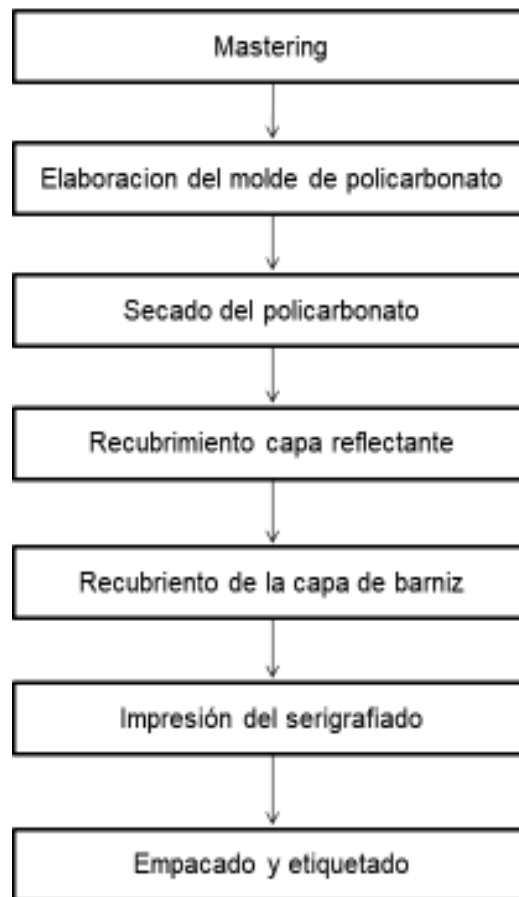 Mastering
Elaboracion del molde de policarbonato
Secado del policarbonato
Recubrimiento capa reflectante
Recubriento de la capa de barniz
Impresión del serigrafiado
Empacado y etiquetado